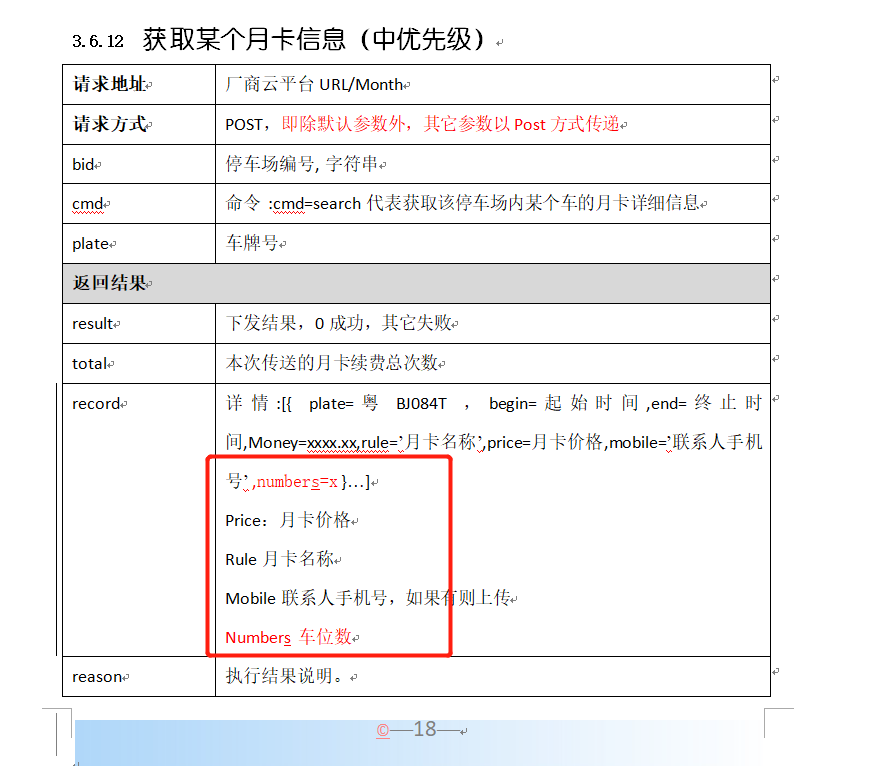 3.6.12 获取某个月卡信息（中优先级）
请求地址 厂商云平台 URL/Month
请求方式 POST，即除默认参数外，其它参数以 Post 方式传递
bid 停车场编号, 字符串
cmd 命令 :cmd=search 代表获取该停车场内某个车的月卡详细信息
plate 车牌号
返回结果
result 下发结果，0 成功，其它失败
total 本次传送的月卡续费总次数
record 详情:[{ plate=粤 BJ084T ，begin=起始时间,end=终止时
间,Money=xxxx.xx,rule=’月卡名称’,price=月卡价格,mobile=’联系人手机
号’,numbers=x }…]
Price：月卡价格
Rule 月卡名称
Mobile 联系人手机号，如果有则上传
Numbers 车位数
reason 执行结果说明。
©—18—